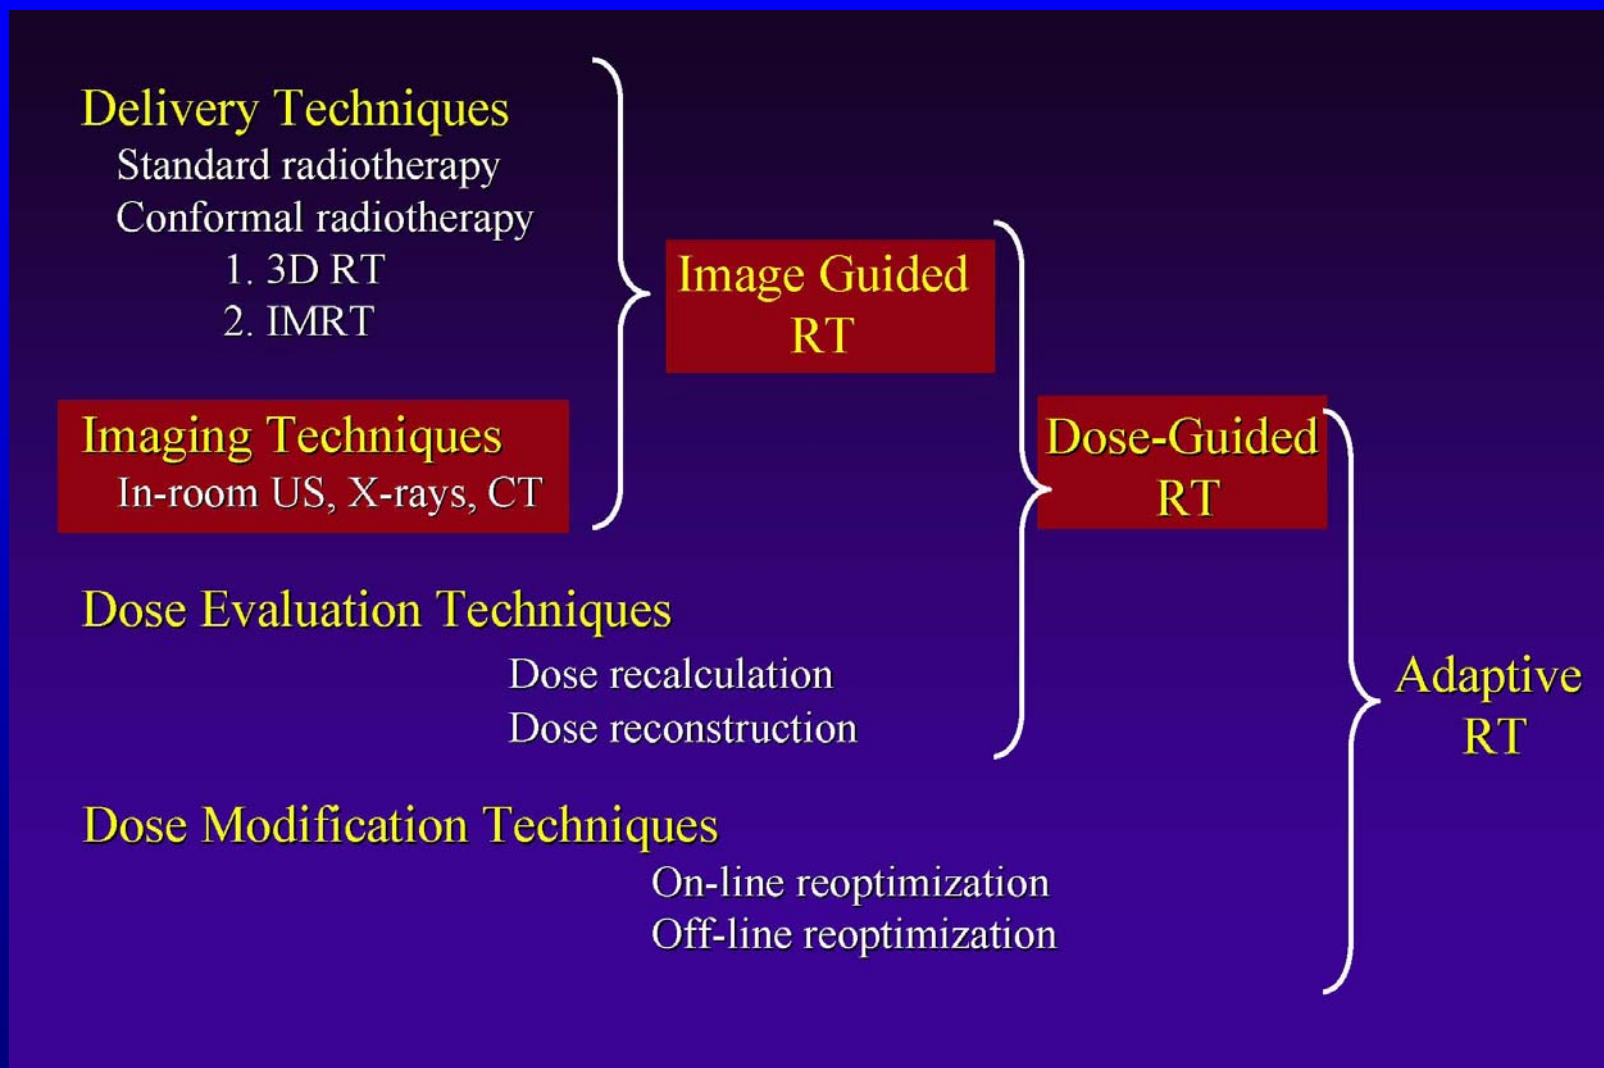 Delivery Techniques
Standard radiotherapy
Conformal radiotherapy
1. 3D RT
2. IMRT
Imaging Techniques
In-room US, X-rays, CT
Image Guided
RT
Dose Evaluation Techniques
Dose recalculation
Dose reconstruction
Dose-Guided
RT
Dose Modification Techniques
On-line reoptimization
Off-line reoptimization
Adaptive
RT